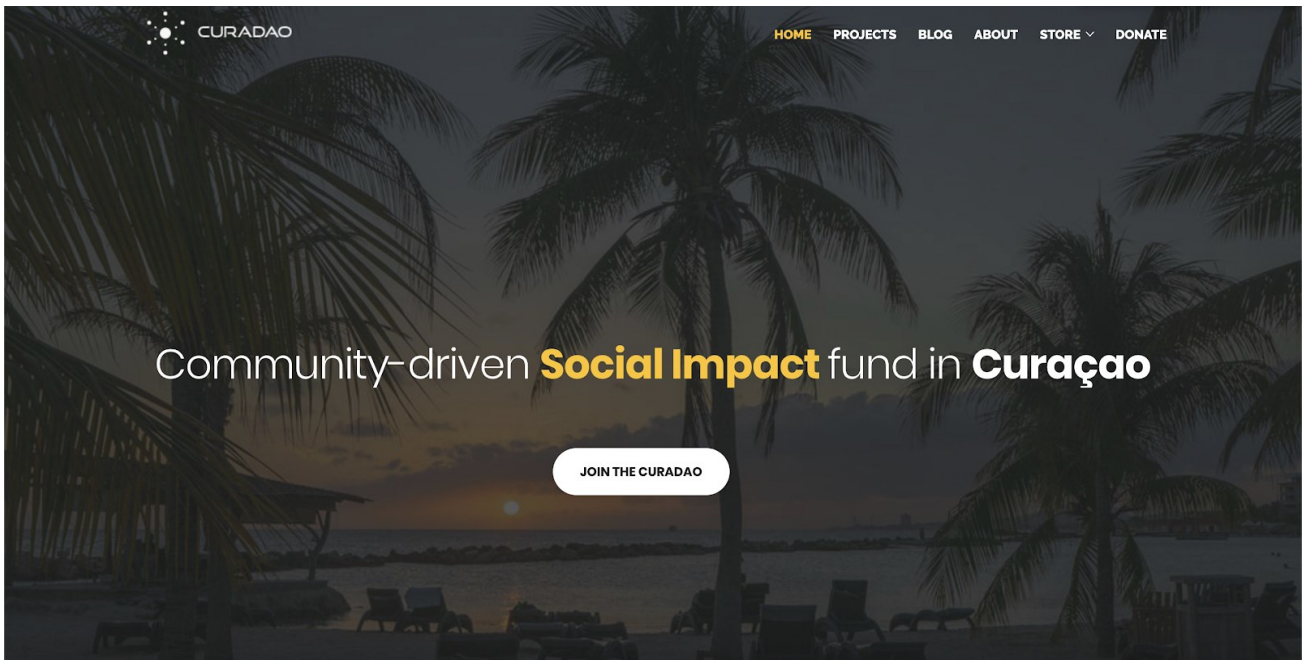 CURADAO
HOME PROJECTS BLOG ABOUT STORE DONATE
Community-driven Social Impact fund in Curaçao
JOIN THE CURADAO